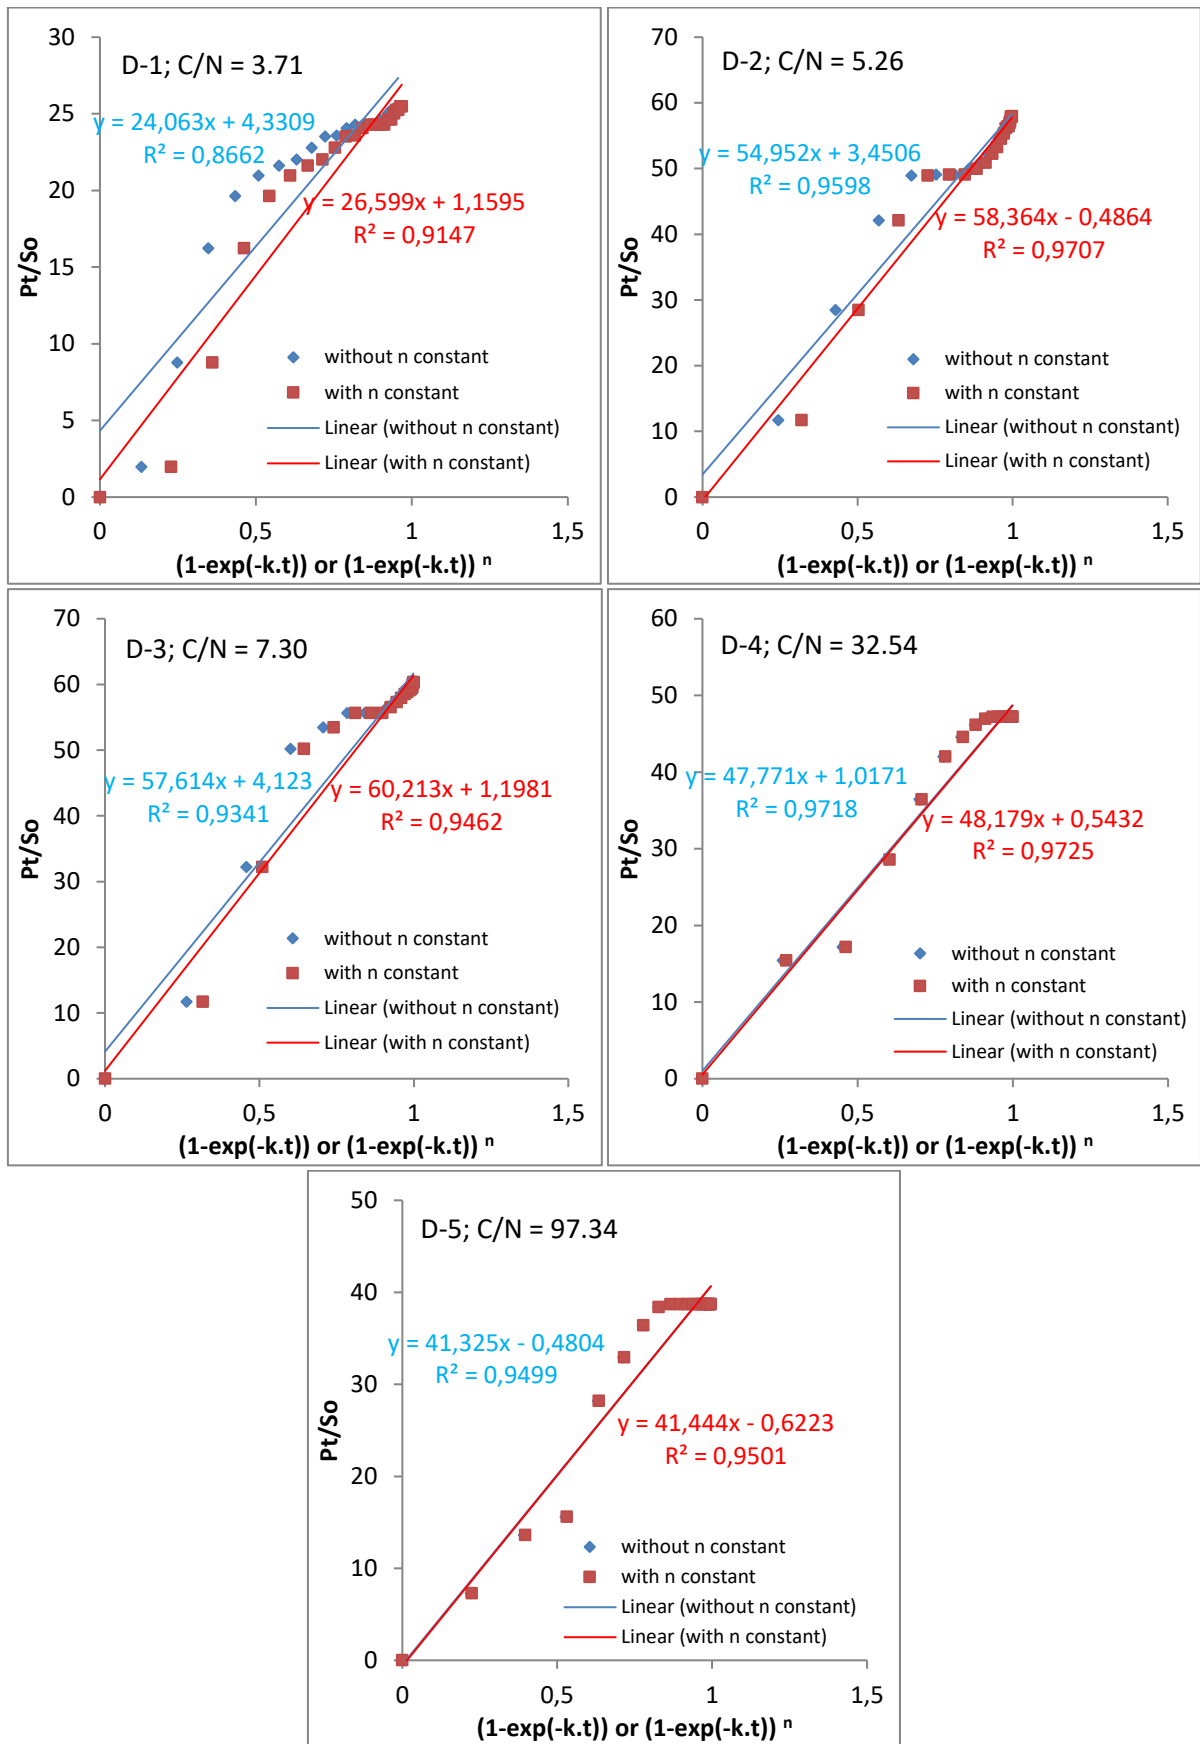 D-1; C/N = 3.71
30
25
20
15
10
5
0
Pt/So
y = 24,063x + 4,3309
R² = 0,8662
y = 26,599x + 1,1595
R² = 0,9147
without n constant
with n constant
Linear (without n constant)
Linear (with n constant)
0 0,5 1 1,5
(1-exp(-k.t)) or (1-exp(-k.t)) ⁿ
D-2; C/N = 5.26
70
60
50
40
30
20
10
0
Pt/So
y = 54,952x + 3,4506
R² = 0,9598
y = 58,364x - 0,4864
R² = 0,9707
without n constant
with n constant
Linear (without n constant)
Linear (with n constant)
0 0,5 1 1,5
(1-exp(-k.t)) or (1-exp(-k.t)) ⁿ
D-3; C/N = 7.30
70
60
50
40
30
20
10
0
Pt/So
y = 57,614x + 4,123
R² = 0,9341
y = 60,213x + 1,1981
R² = 0,9462
without n constant
with n constant
Linear (without n constant)
Linear (with n constant)
0 0,5 1 1,5
(1-exp(-k.t)) or (1-exp(-k.t)) ⁿ
D-4; C/N = 32.54
60
50
40
30
20
10
0
Pt/So
y = 47,771x + 1,0171
R² = 0,9718
y = 48,179x + 0,5432
R² = 0,9725
without n constant
with n constant
Linear (without n constant)
Linear (with n constant)
0 0,5 1 1,5
(1-exp(-k.t)) or (1-exp(-k.t)) ⁿ
D-5; C/N = 97.34
50
40
30
20
10
0
Pt/So
y = 41,325x - 0,4804
R² = 0,9499
y = 41,444x - 0,6223
R² = 0,9501
without n constant
with n constant
Linear (without n constant)
Linear (with n constant)
0 0,5 1 1,5
(1-exp(-k.t)) or (1-exp(-k.t)) ⁿ